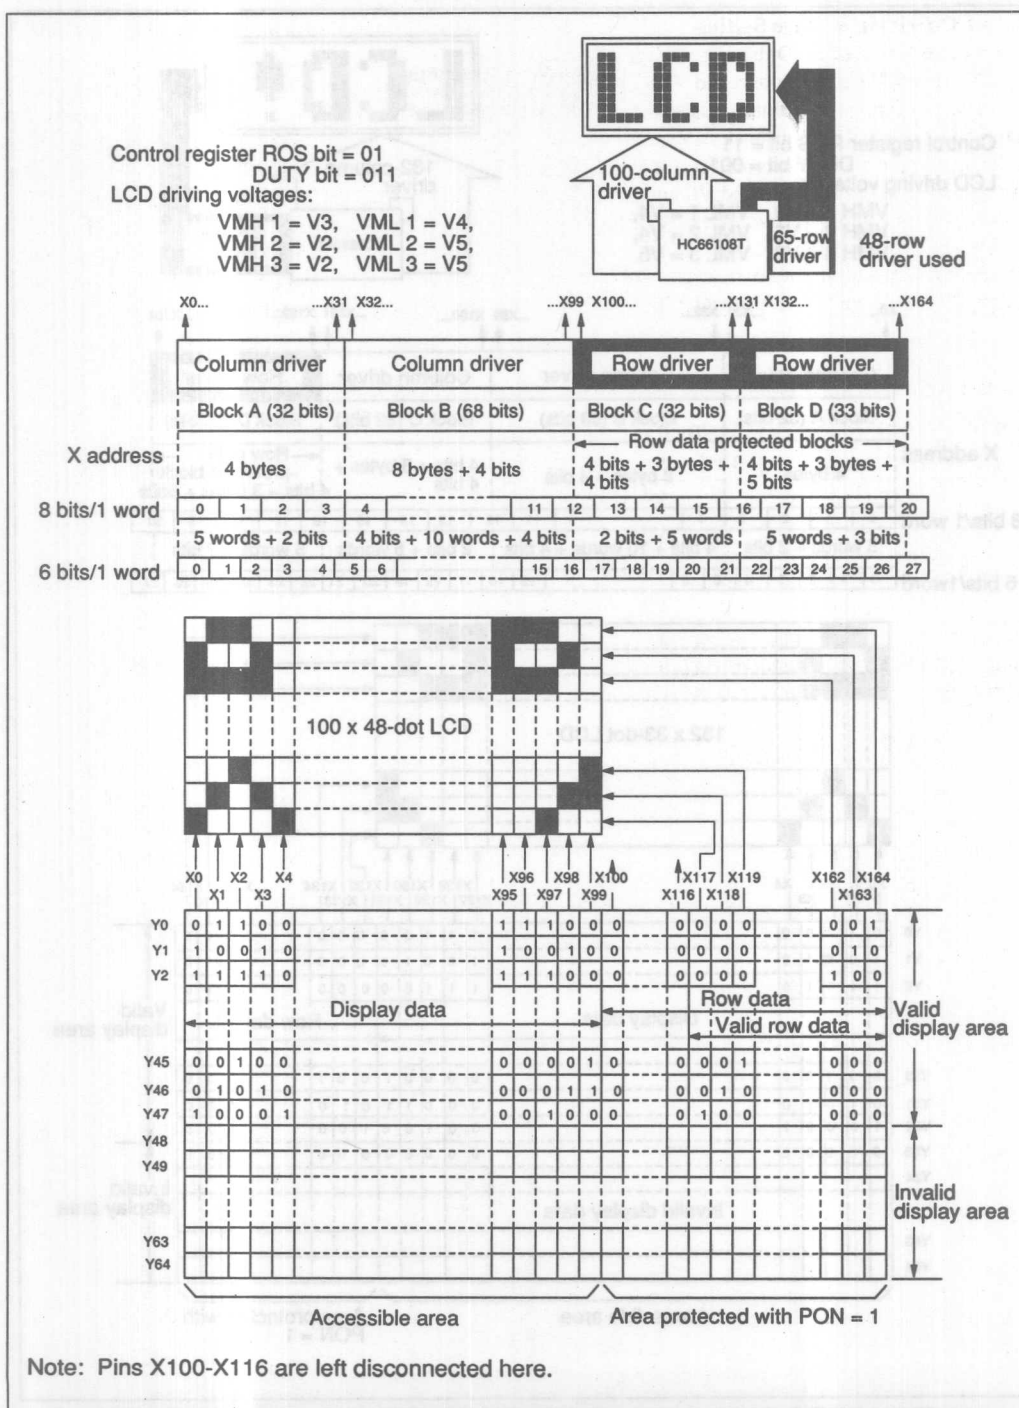 Control register ROS bit = 01
DUTY bit = 011
LCD driving voltages:
VMH 1 = V3, VML 1 = V4,
VMH 2 = V2, VML 2 = V5,
VMH 3 = V2, VML 3 = V5
LCD
100-column
driver
HC66108T
65-row
driver
48-row
driver used
X0... ...X31 X32... ...X99 X100... ...X131 X132... ...X164
Column driver Column driver Row driver Row driver
Block A (32 bits) Block B (68 bits) Block C (32 bits) Block D (33 bits)
Row data protected blocks
X address
4 bytes 8 bytes + 4 bits 4 bits + 3 bytes + 4 bits 4 bits + 3 bytes + 5 bits
8 bits/1 word 0 1 2 3 4 11 12 13 14 15 16 17 18 19 20
5 words + 2 bits 4 bits + 10 words + 4 bits 2 bits + 5 words 5 words + 3 bits
6 bits/1 word 0 1 2 3 4 5 6 15 16 17 18 19 20 21 22 23 24 25 26 27
100 x 48-dot LCD
X0 X2 X4 X96 X98 X100 X117 X119 X162 X164
X1 X3 X95 X97 X99 X116 X118 X163
Y0 0 1 1 0 0 1 1 1 0 0 0 0 0 0 0 0 0 1
Y1 1 0 0 1 0 1 0 0 1 0 0 0 0 0 0 0 1 0
Y2 1 1 1 1 0 1 1 1 0 0 0 0 0 0 0 1 0 0
Row data
Display data
Valid row data
Valid
display area
Y45 0 0 1 0 0 0 0 0 0 1 0 0 0 0 1 0 0 0
Y46 0 1 0 1 0 0 0 0 1 1 0 0 0 1 0 0 0 0
Y47 1 0 0 0 1 0 0 1 0 0 0 0 1 0 0 0 0 0
Y48
Y49
Invalid
display area
Y63
Y64
Accessible area
Area protected with PON = 1
Note: Pins X100-X116 are left disconnected here.